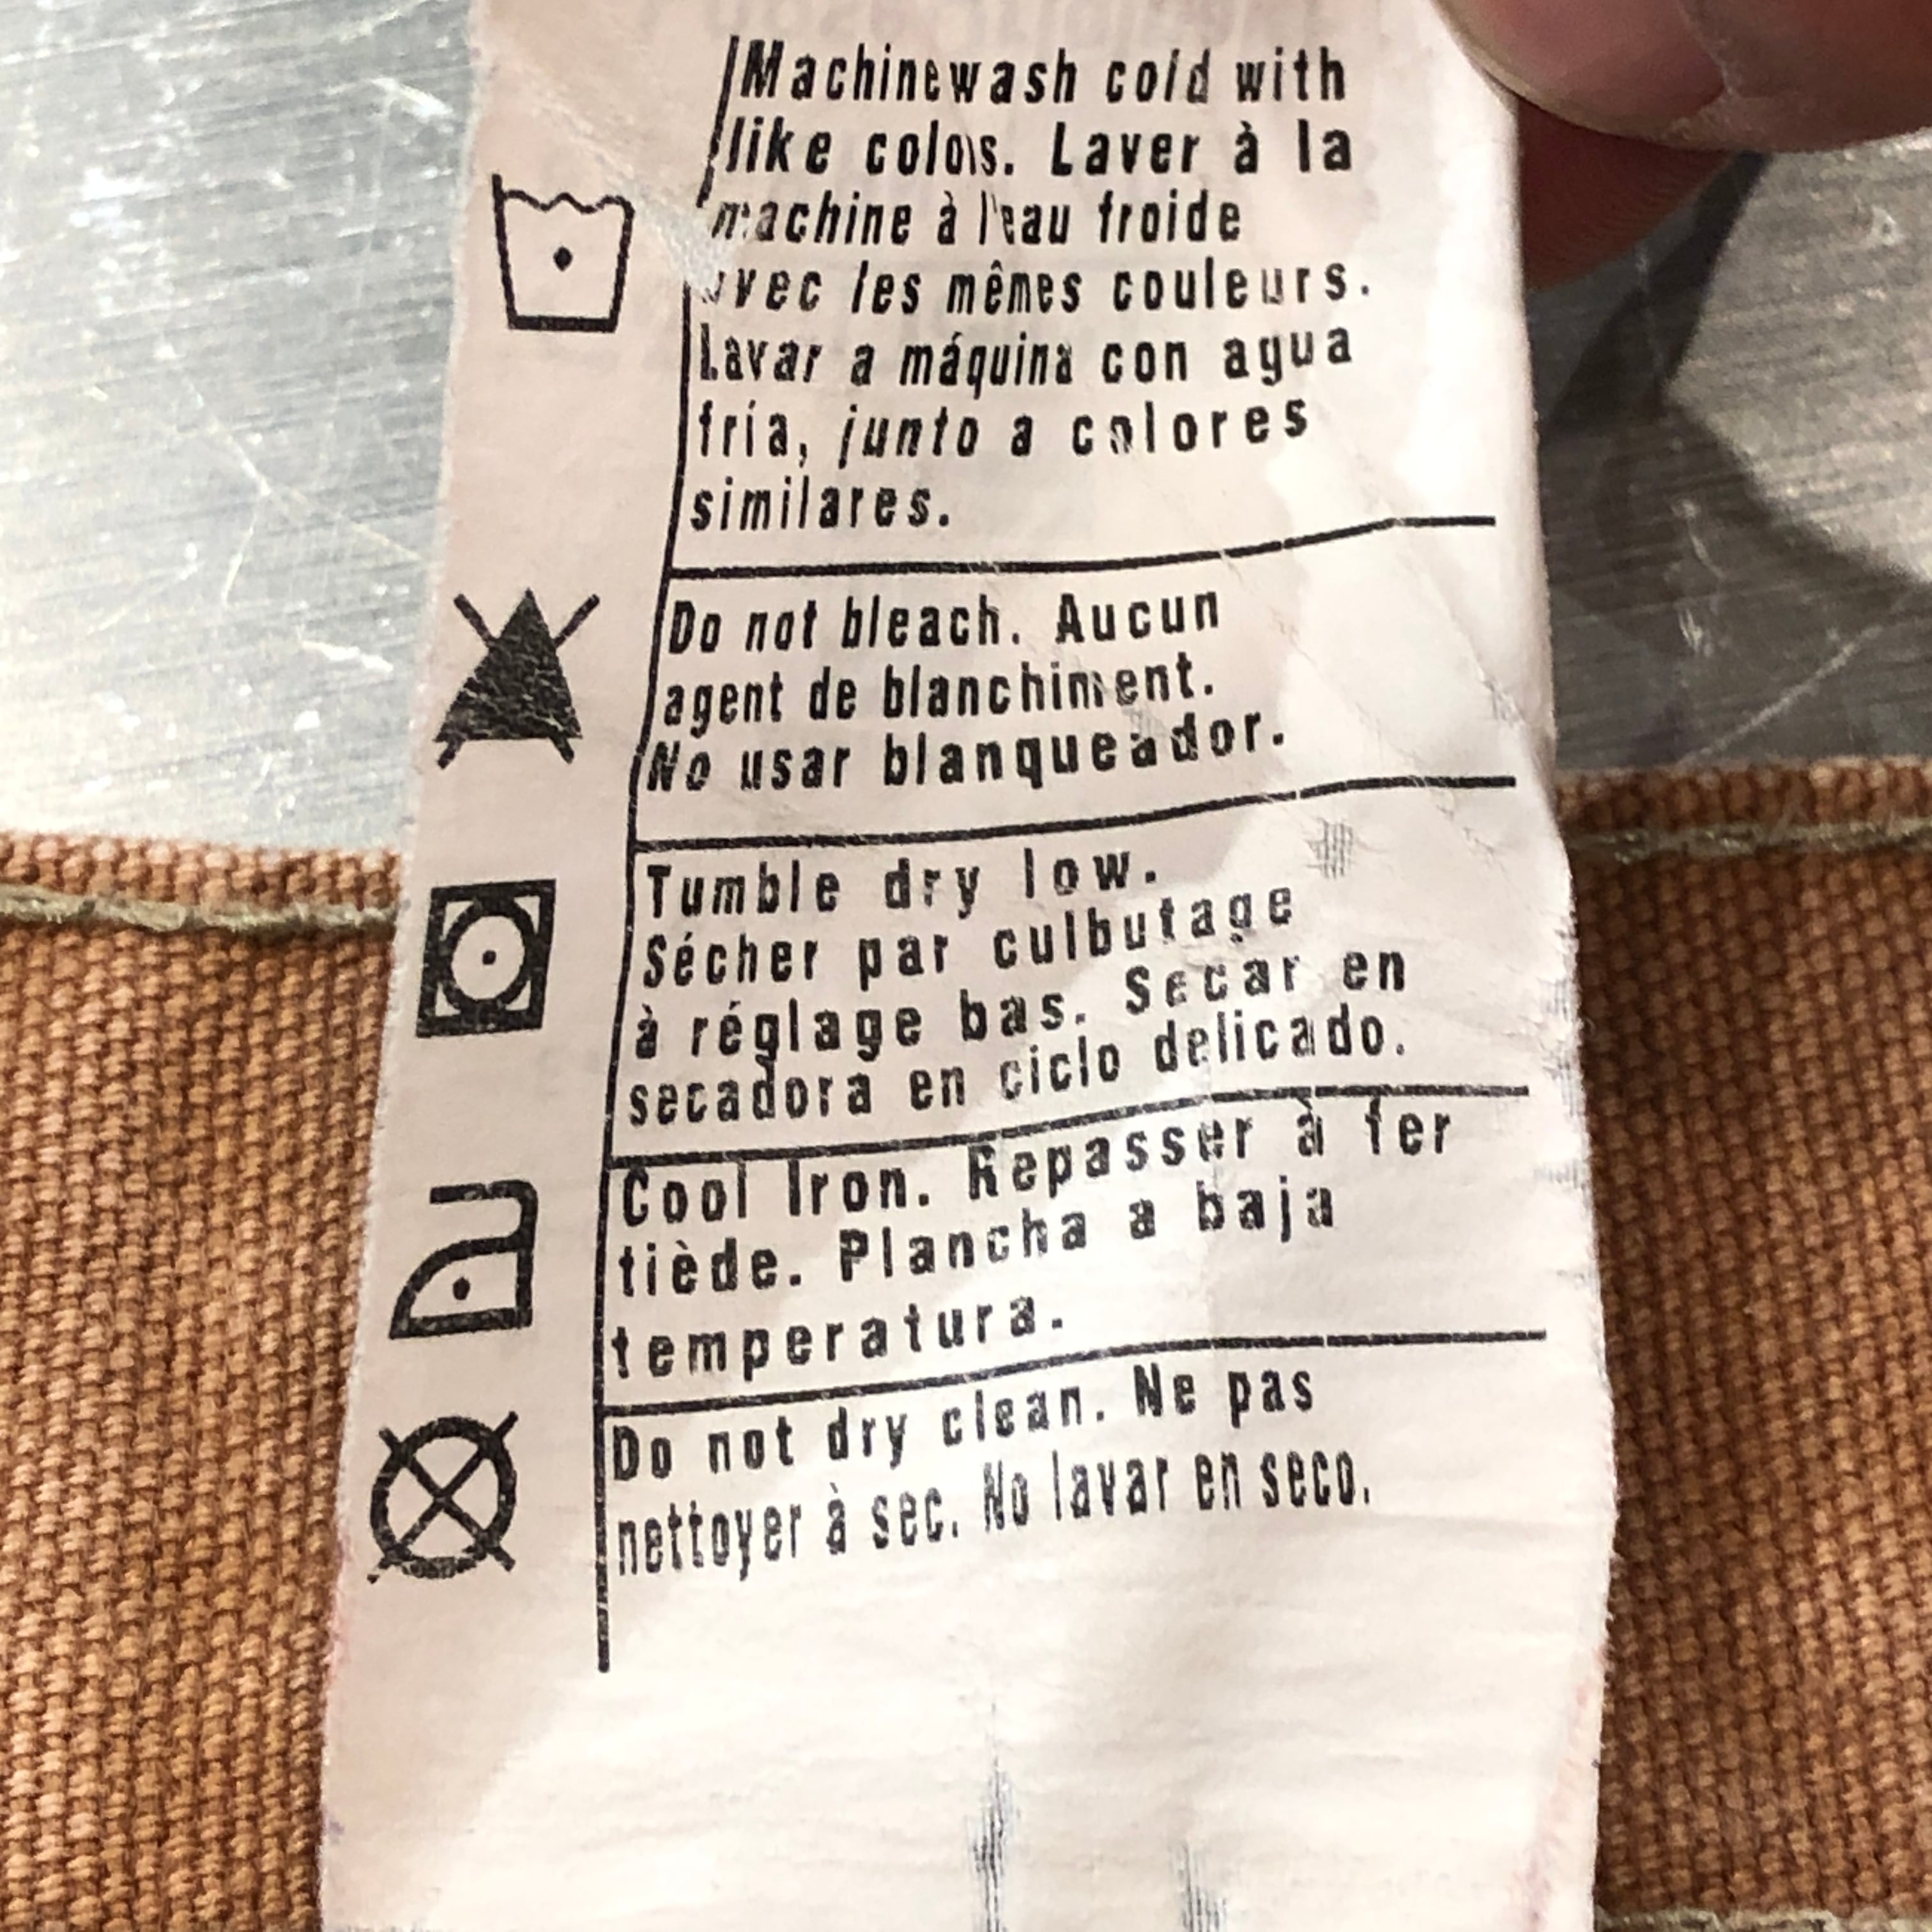 Machine wash cold with
like colors. Laver à la
machine à l'eau froide
avec les mêmes couleurs.
Lavar a máquina con agua
fría, junto a colores
similares.
Do not bleach. Aucun
agent de blanchiment.
No usar blanqueador.
Tumble dry low.
Sécher par culbutage
à réglage bas. Secar en
secadora en ciclo delicado.
Cool Iron. Repasser à fer
tiède. Plancha a baja
temperatura.
Do not dry clean. Ne pas
nettoyer à sec. No lavar en seco.